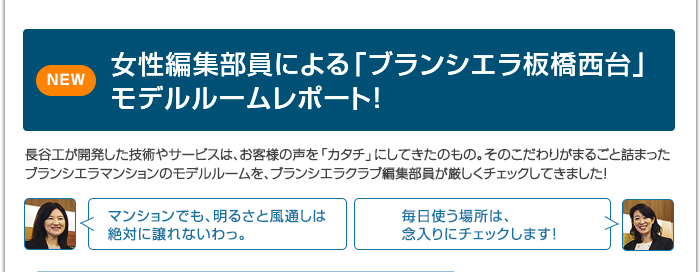 NEW
女性編集部員による「ブランシエラ板橋西台」
モデルルームレポート!
長谷工が開発した技術やサービスは、お客様の声を「カタチ」にしてきたのもの。そのこだわりがまるごと詰まった
ブランシエラマンションのモデルルームを、ブランシエラクラブ編集部員が厳しくチェックしてきました!
マンションでも、明るさと風通しは
絶対に譲れないわっ。
毎日使う場所は、
念入りにチェックします!